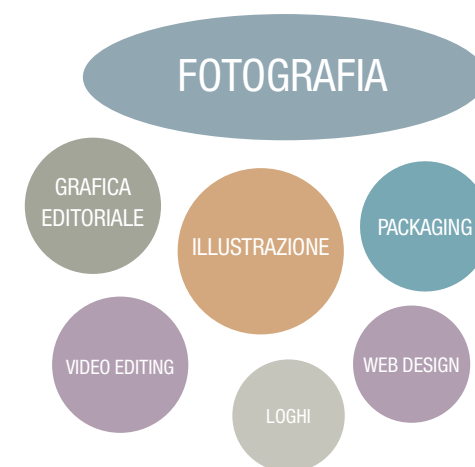 FOTOGRAFIA
GRAFICA
EDITORIALE
ILLUSTRAZIONE
PACKAGING
VIDEO EDITING
WEB DESIGN
LOGHI